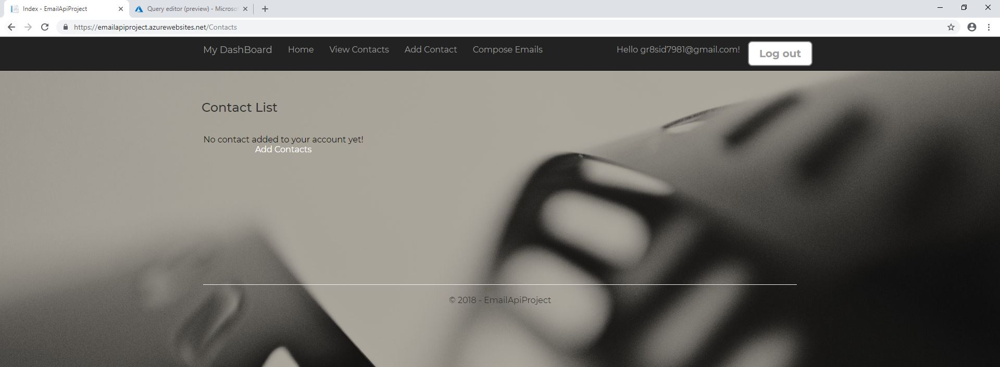 Index - EmailApiProject
Query editor (preview) - Microso
https://emailapiproject.azurewebsites.net/Contacts
My DashBoard Home View Contacts Add Contact Compose Emails Hello gr8sid7981@gmail.com! Log out
Contact List
No contact added to your account yet!
Add Contacts
© 2018 - EmailApiProject